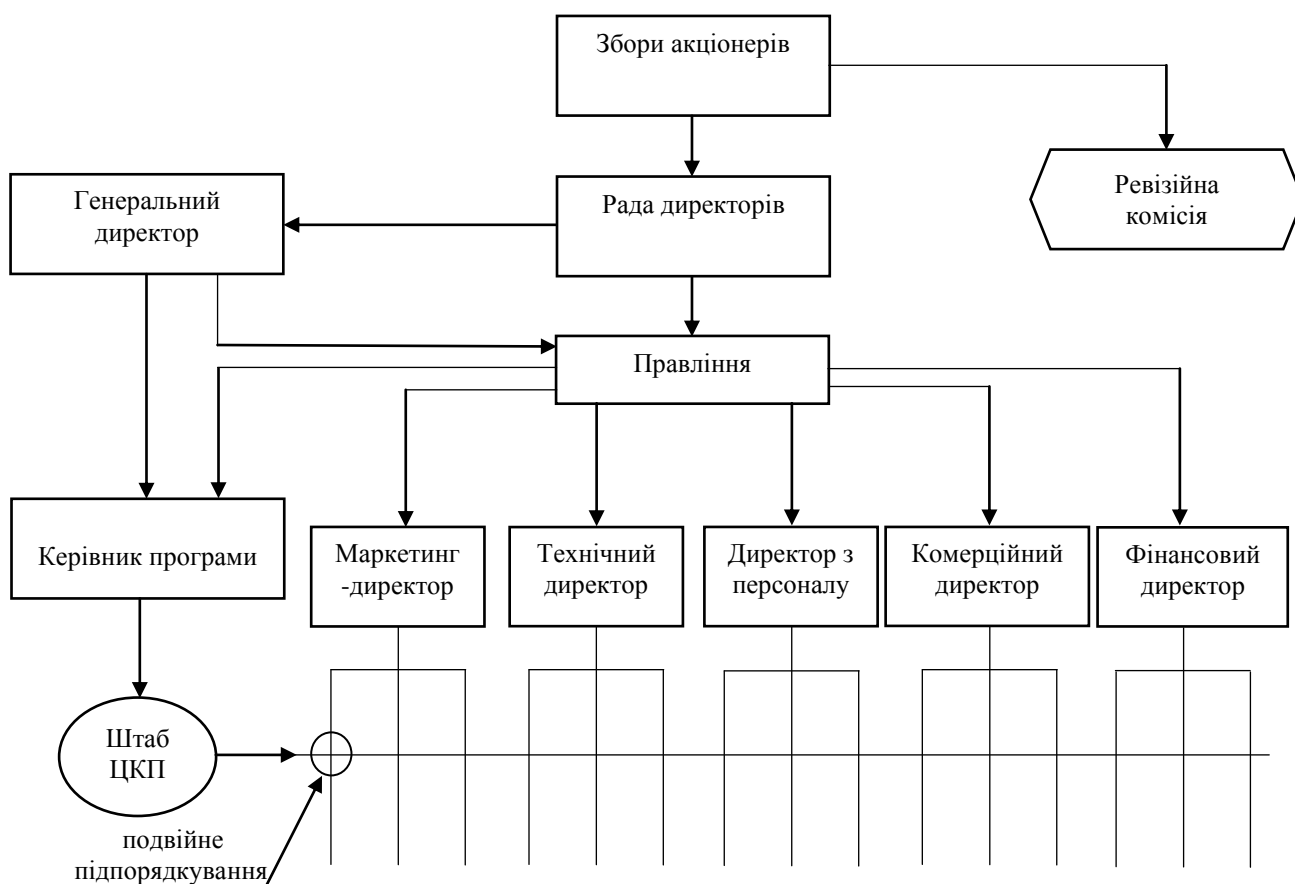 Збори акціонерів
Генеральний
директор
Рада директорів
Ревізійна
комісія
Правління
Керівник програми
Маркетинг
-директор
Технічний
директор
Директор з
персоналу
Комерційний
директор
Фінансовий
директор
Штаб
ЦКП
подвійне
підпорядкування